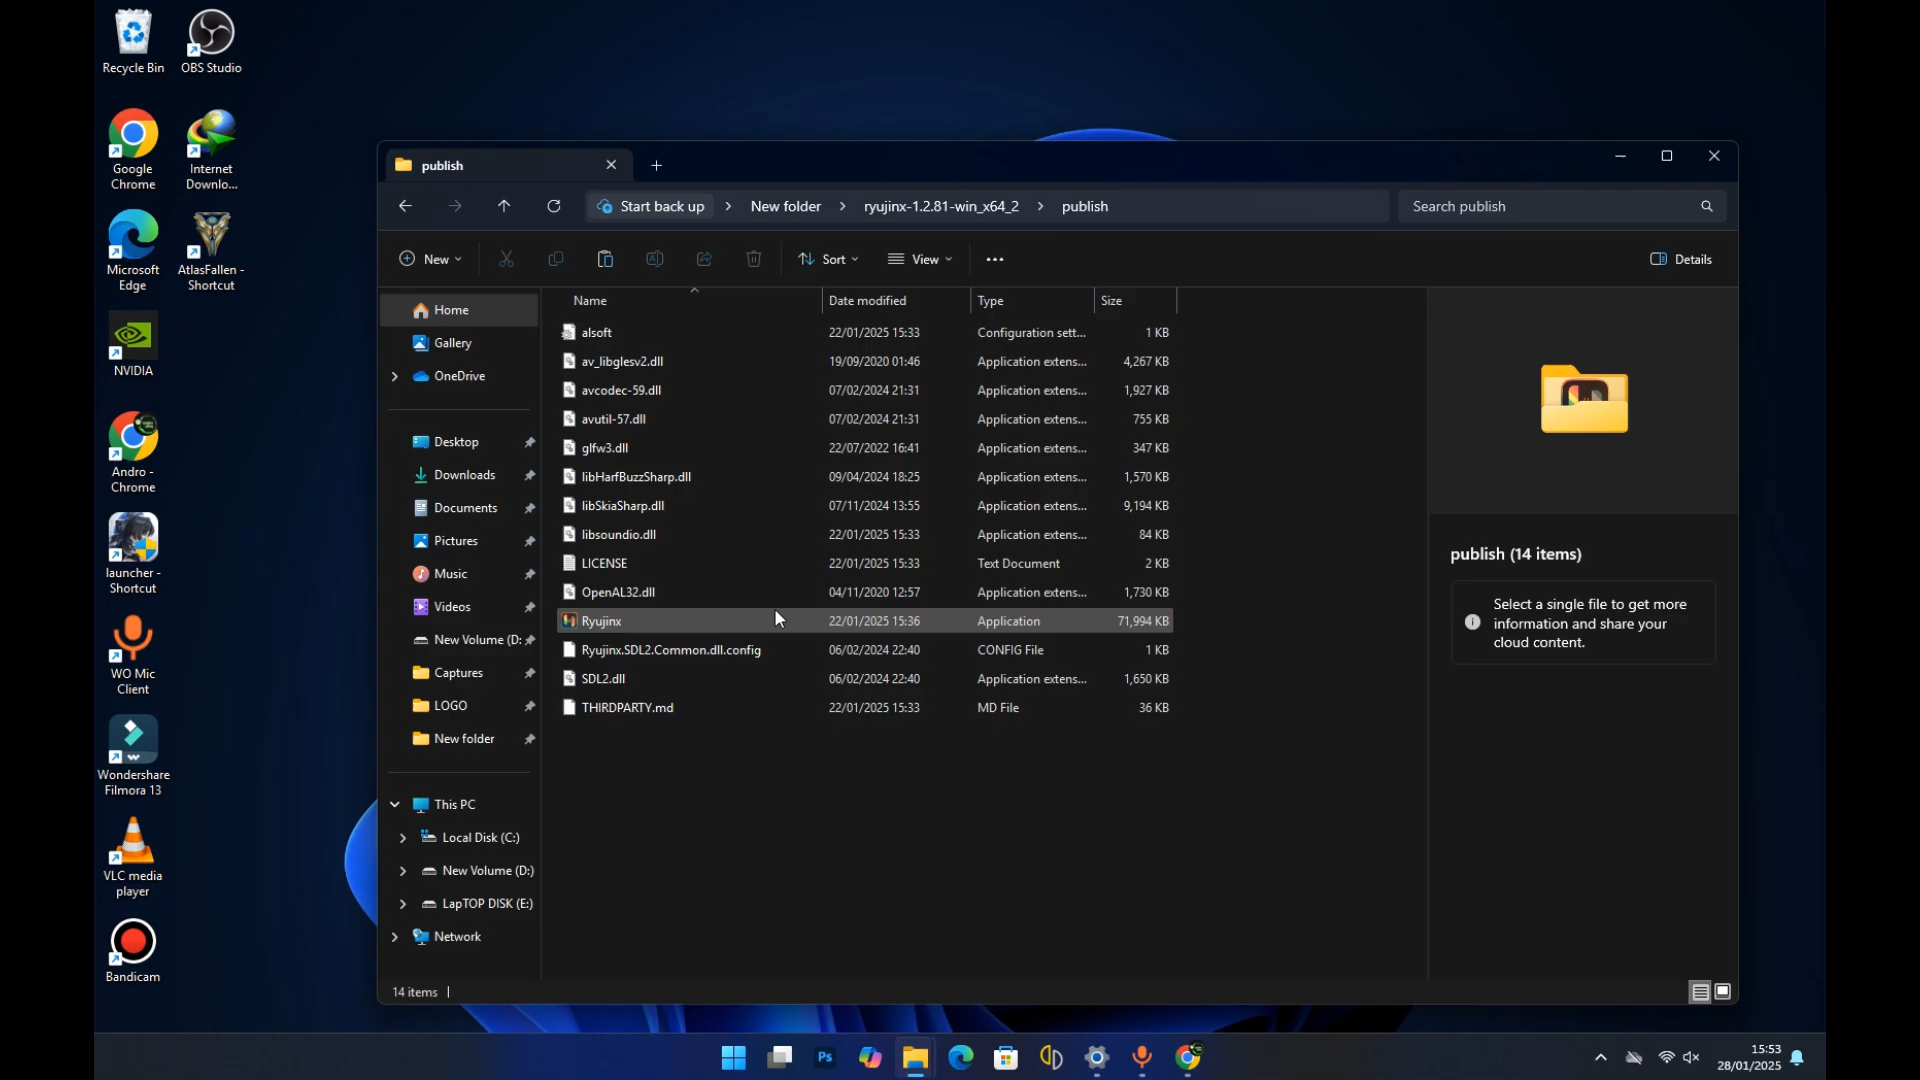 Recycle Bin
OBS Studio
Google
Chrome
Internet
Downlo...
Microsoft
Edge
AtlasFallen -
Shortcut
NVIDIA
Andro -
Chrome
launcher -
Shortcut
WO Mic
Client
Wondershare
Filmora 13
VLC media
player
Bandicam
publish
Start back up > New folder > ryujinx-1.2.81-win_x64_2 > publish
Search publish
New
Sort
View
Details
Home
Gallery
OneDrive
Desktop
Downloads
Documents
Pictures
Music
Videos
New Volume (D:
Captures
LOGO
New folder
This PC
Local Disk (C:)
New Volume (D:)
LapTOP DISK (E:)
Network
Name Date modified Type Size
alsoft 22/01/2025 15:33 Configuration sett... 1 KB
av_libglesv2.dll 19/09/2020 01:46 Application extens... 4,267 KB
avcodec-59.dll 07/02/2024 21:31 Application extens... 1,927 KB
avutil-57.dll 07/02/2024 21:31 Application extens... 755 KB
glfw3.dll 22/07/2022 16:41 Application extens... 347 KB
libHarfBuzzSharp.dll 09/04/2024 18:25 Application extens... 1,570 KB
libSkiaSharp.dll 07/11/2024 13:55 Application extens... 9,194 KB
libsoundio.dll 22/01/2025 15:33 Application extens... 84 KB
LICENSE 22/01/2025 15:33 Text Document 2 KB
OpenAL32.dll 04/11/2020 12:57 Application extens... 1,730 KB
Ryujinx 22/01/2025 15:36 Application 71,994 KB
Ryujinx.SDL2.Common.dll.config 06/02/2024 22:40 CONFIG File 1 KB
SDL2.dll 06/02/2024 22:40 Application extens... 1,650 KB
THIRDPARTY.md 22/01/2025 15:33 MD File 36 KB
publish (14 items)
Select a single file to get more
information and share your
cloud content.
14 items
Ps
15:53
28/01/2025